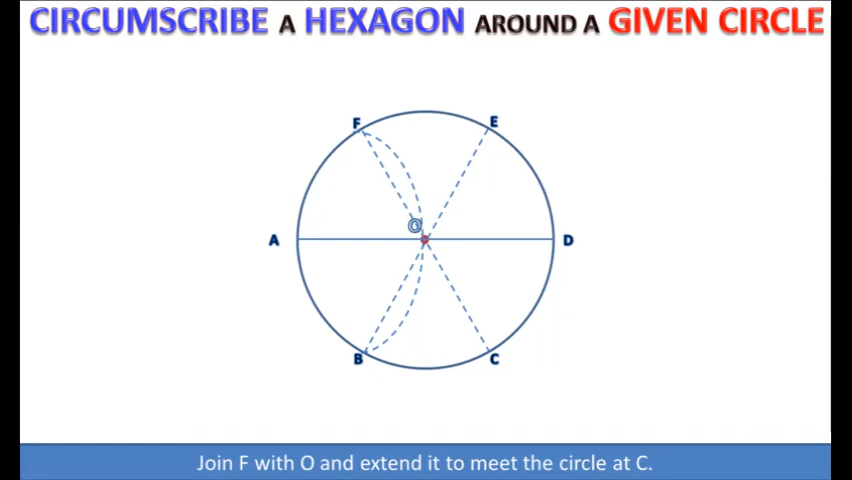 CIRCUMSCRIBE A HEXAGON AROUND A GIVEN CIRCLE
F
E
O
A
D
B
C
Join F with O and extend it to meet the circle at C.